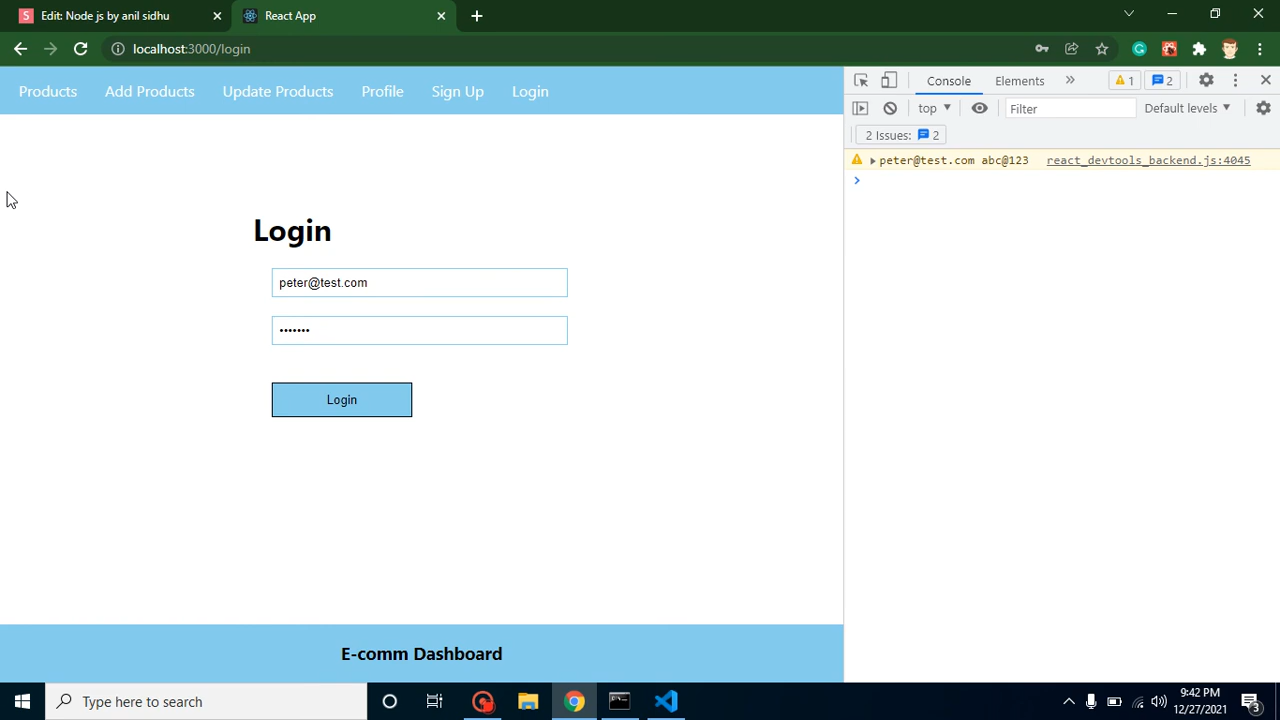 Edit: Node js by anil sidhu
React App
localhost:3000/login
Products Add Products Update Products Profile Sign Up Login
Console Elements 1 2
top Filter Default levels
2 Issues: 2
peter@test.com abc@123 react_devtools_backend.js:4045
Login
peter@test.com
•••••••
Login
E-comm Dashboard
Type here to search
9:42 PM
12/27/2021
3